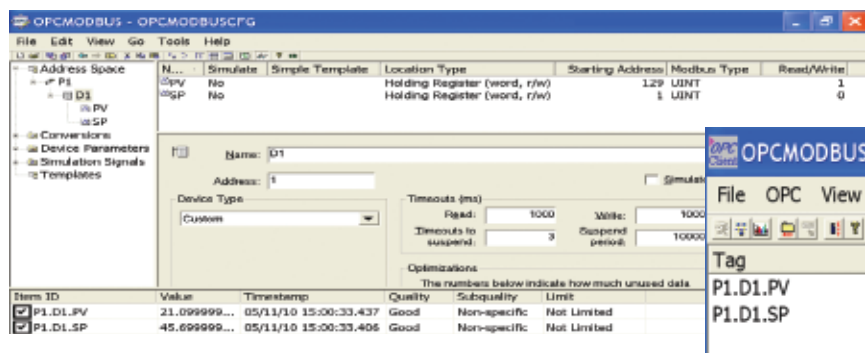 OPCMODBUS - OPCMODBUSCFG
File Edit View Go Tools Help
Address Space
P1
D1
PV
SP
Conversions
Device Parameters
Simulation Signals
Templates
N... Simulate Simple Template Location Type Starting Address Modbus Type Read/Write
PV No Holding Register (word, r/w) 129 UINT 1
SP No Holding Register (word, r/w) 1 UINT 0
Name: D1
Address: 1
Simulate
Device Type
Custom
Timeouts (ms)
Read: 1000 Write: 1000
Timeouts to suspend: 3 Suspend period: 10000
Optimizations
The numbers below indicate how much unused data
Item ID Value Timestamp Quality Subquality Limit
P1.D1.PV 21.099999... 05/11/10 15:00:33.437 Good Non-specific Not Limited
P1.D1.SP 45.699999... 05/11/10 15:00:33.406 Good Non-specific Not Limited
OPC Client OPCMODBUS
File OPC View
Tag
P1.D1.PV
P1.D1.SP